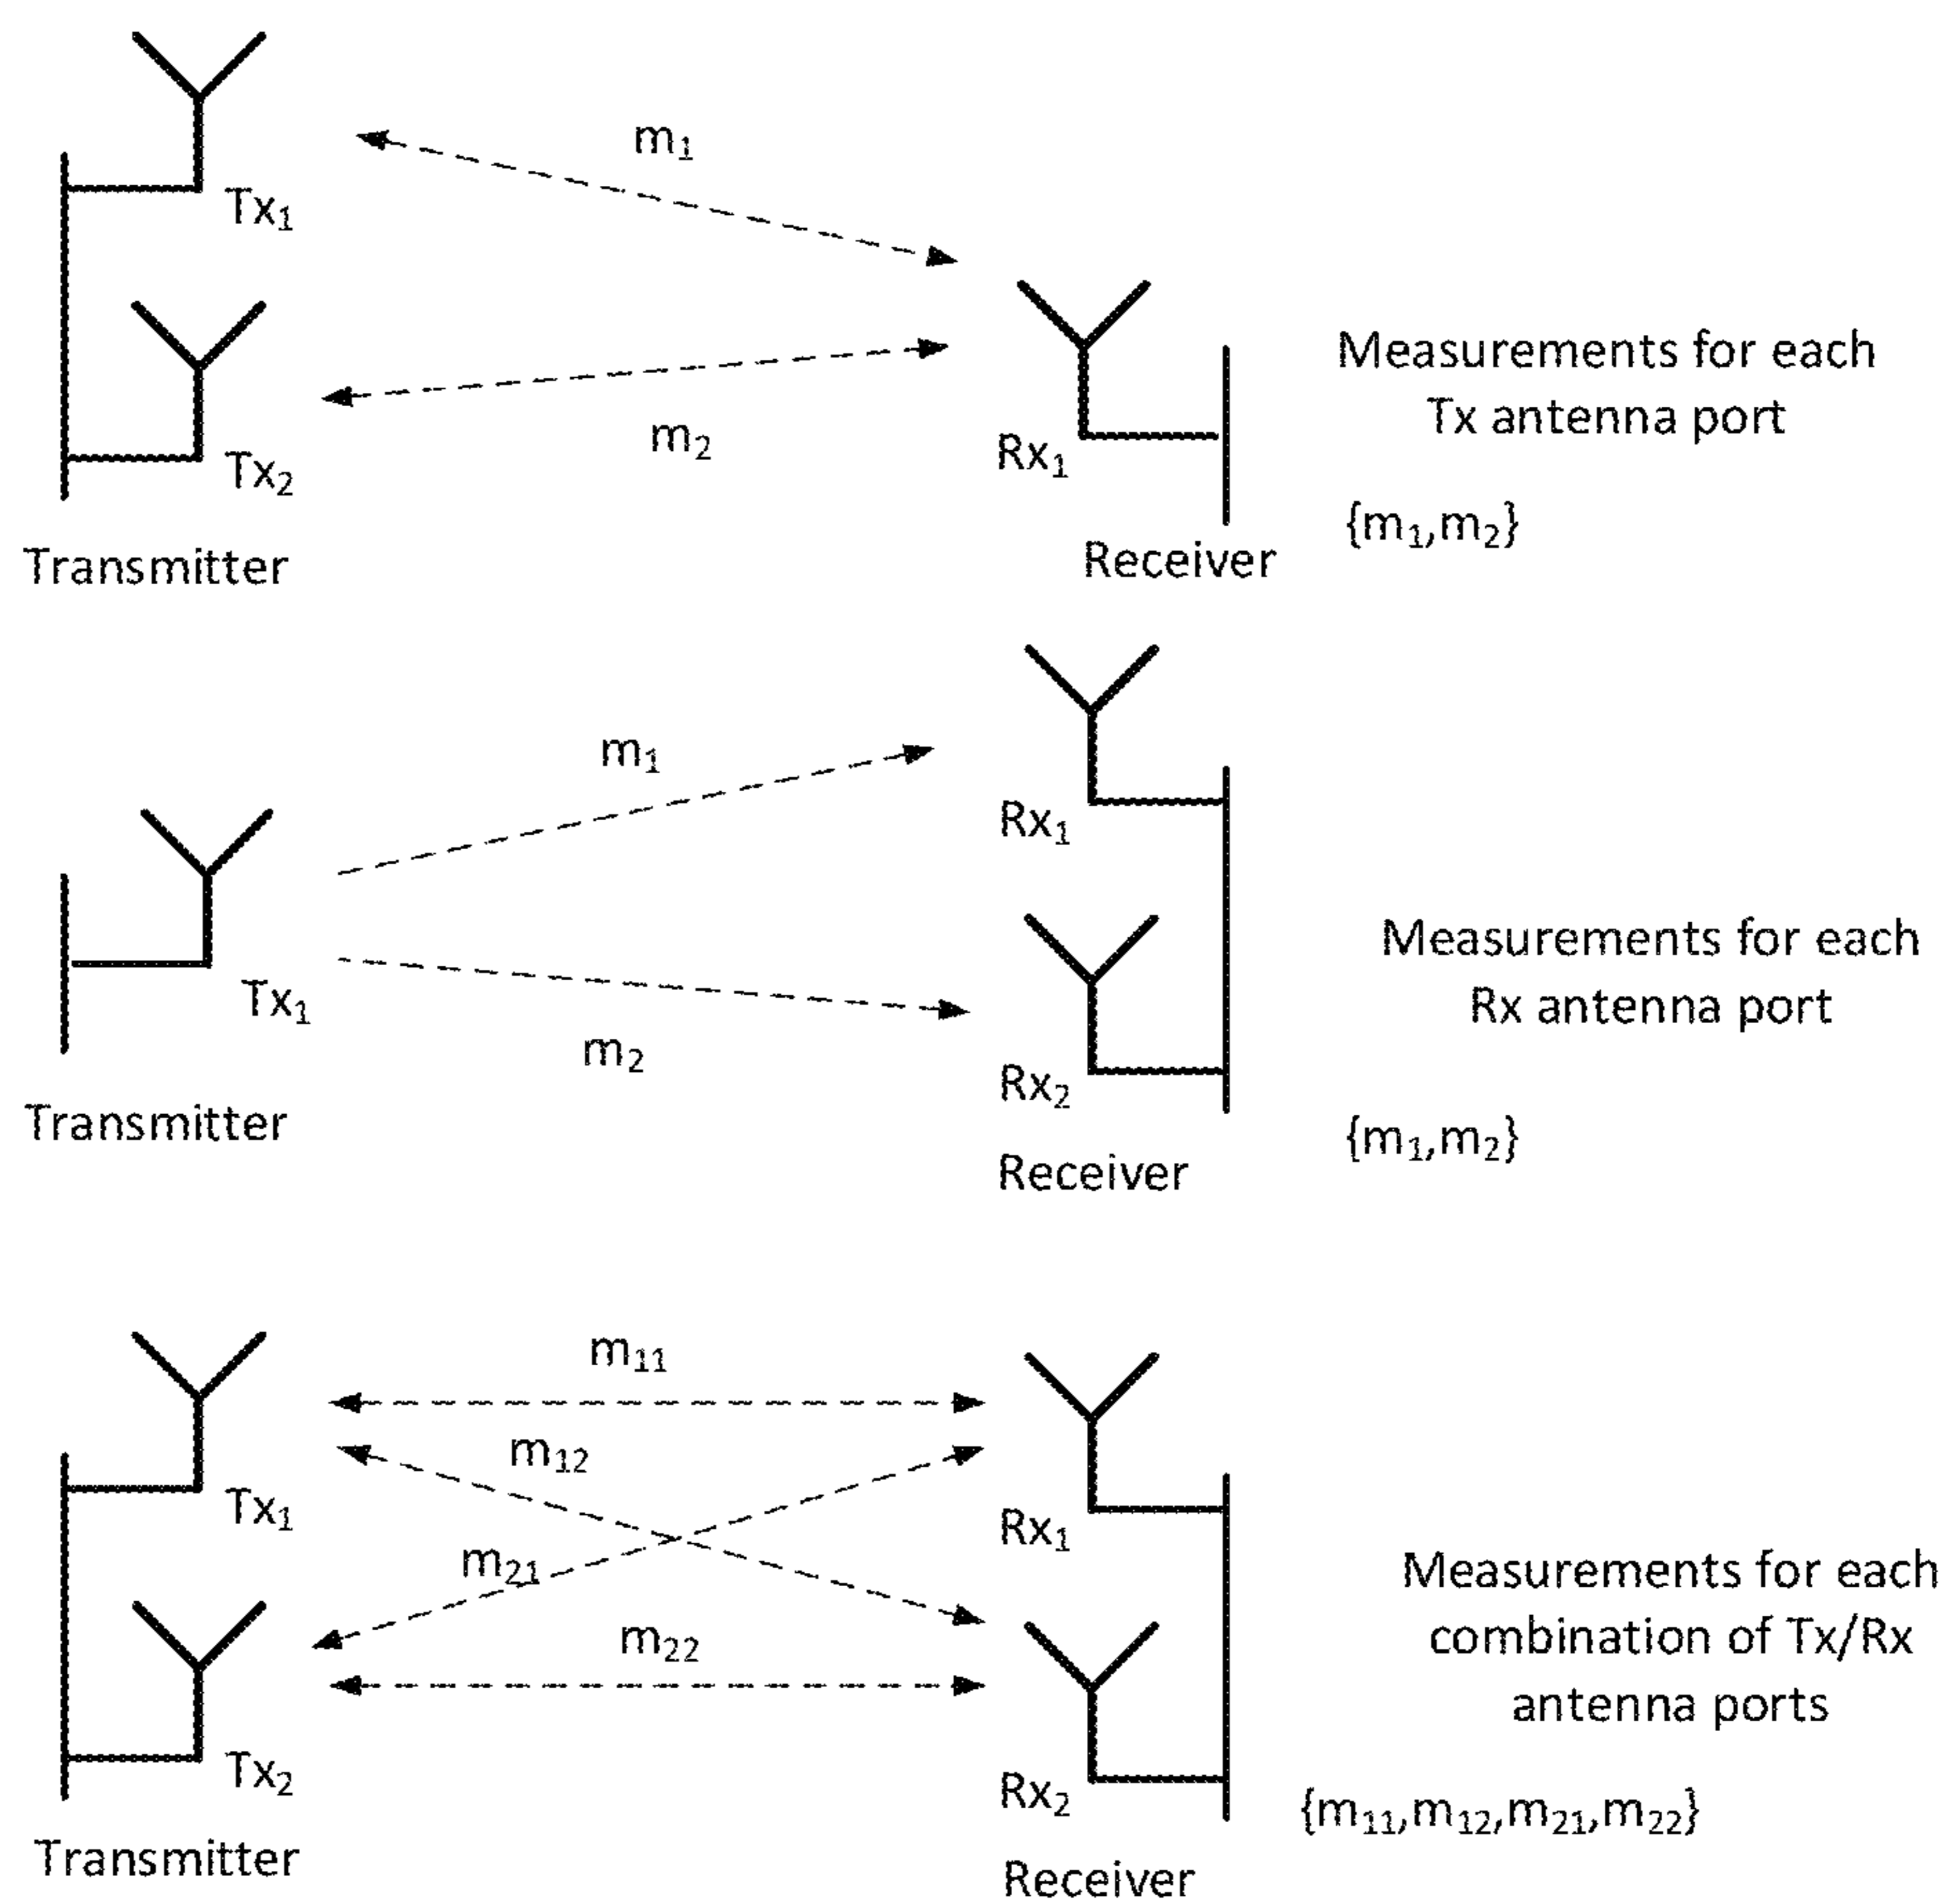 m₁
Tx₁
m₂
Tx₂
Rx₁
Transmitter
Receiver
Measurements for each
Tx antenna port
{m₁,m₂}
m₁
Rx₁
Tx₁
m₂
Rx₂
Transmitter
Receiver
Measurements for each
Rx antenna port
{m₁,m₂}
m₁₁
m₁₂
Tx₁
Rx₁
m₂₁
m₂₂
Tx₂
Rx₂
Transmitter
Receiver
Measurements for each
combination of Tx/Rx
antenna ports
{m₁₁,m₁₂,m₂₁,m₂₂}